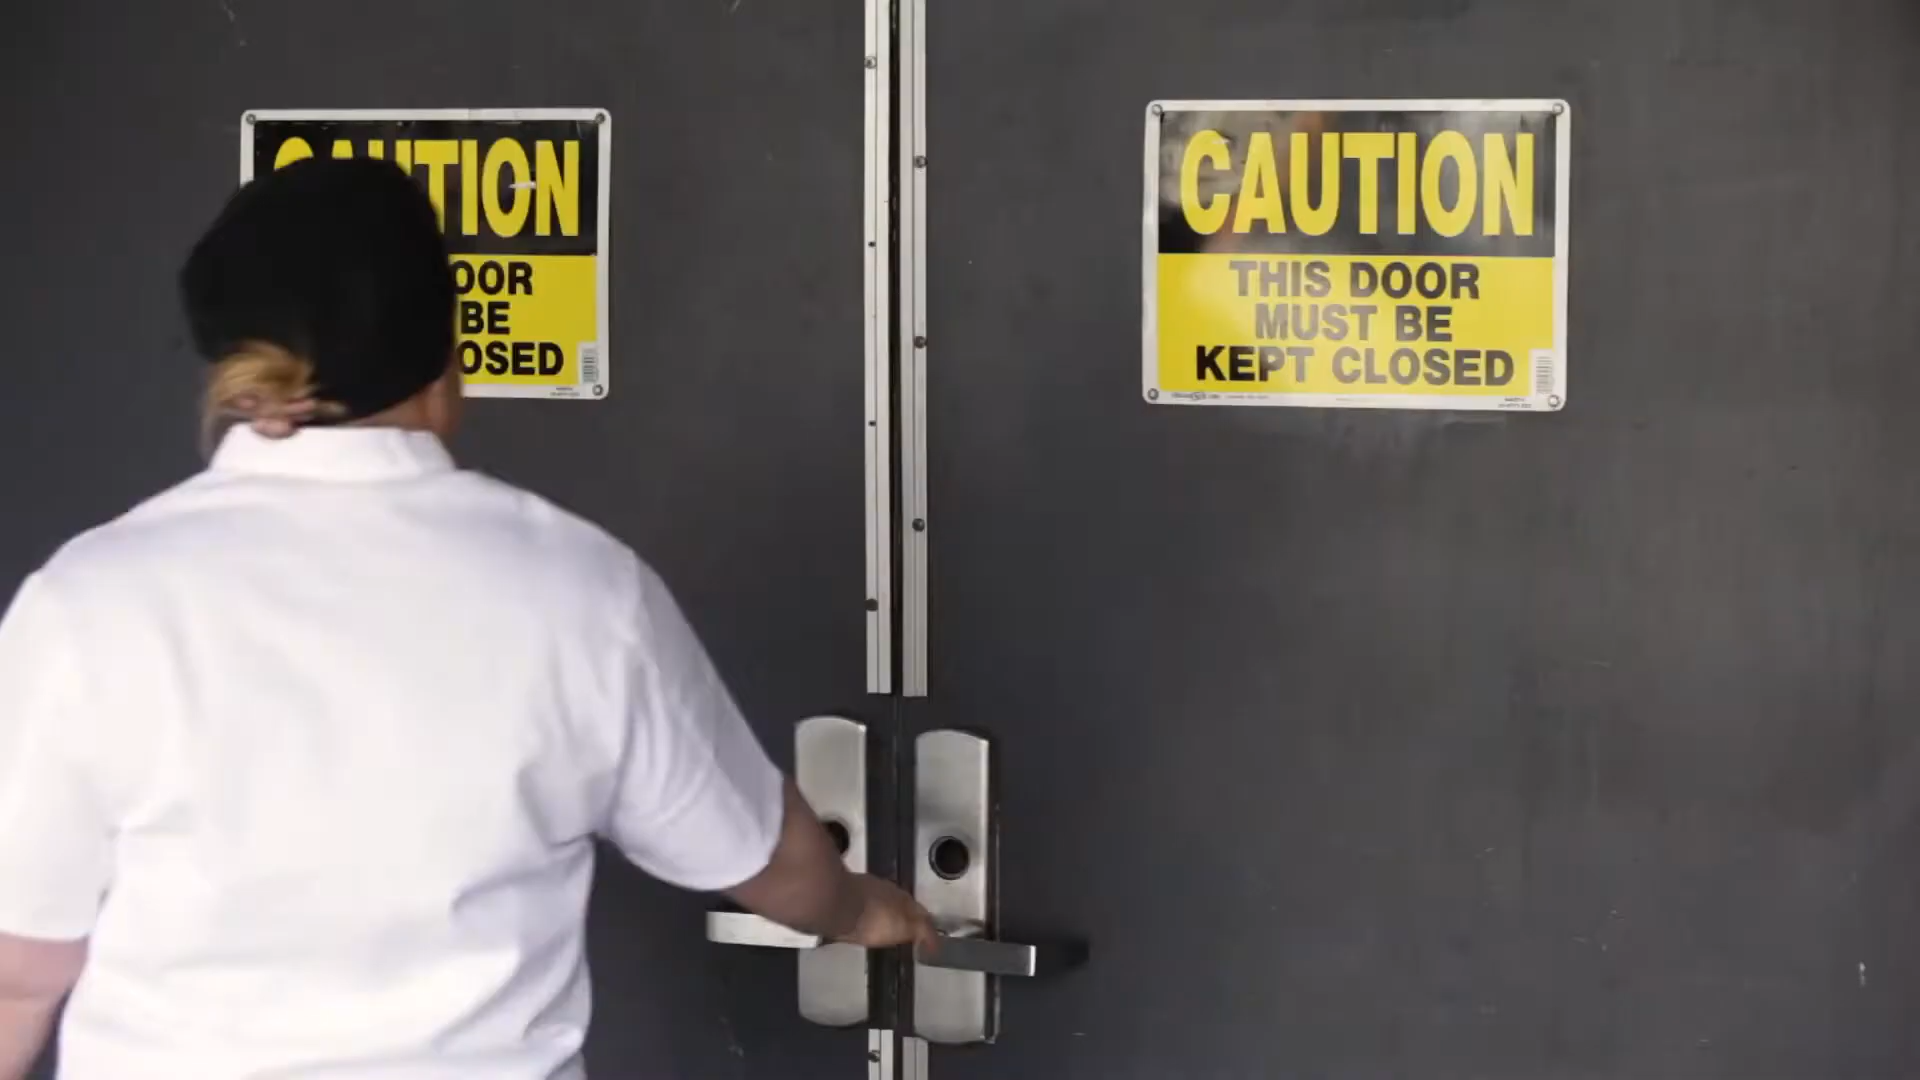 CAUTION
OOR
BE
OSED
CAUTION
THIS DOOR
MUST BE
KEPT CLOSED